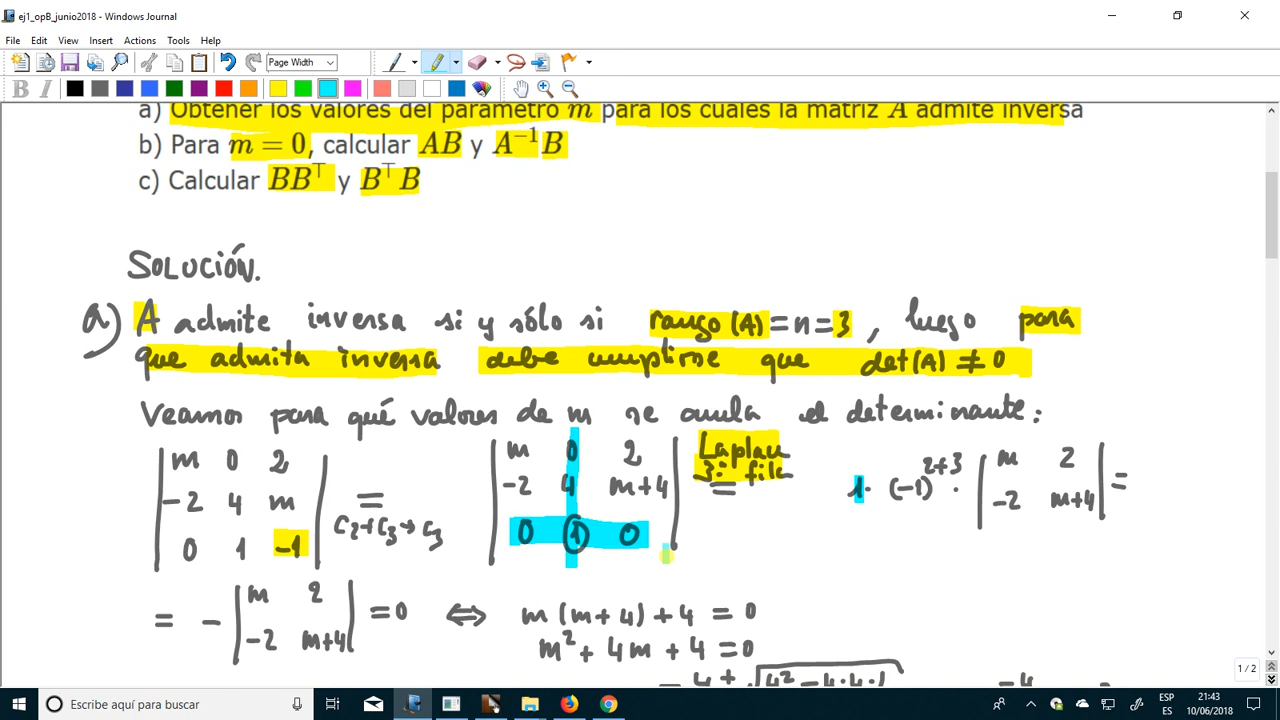 ej1_opB_junio2018 - Windows Journal
File Edit View Insert Actions Tools Help
Page Width
B I
a) Obtener los valores del parámetro m para los cuales la matriz A admite inversa
b) Para m = 0, calcular AB y A⁻¹B
c) Calcular BB⊤ y B⊤B
SOLUCIÓN.
a) A admite inversa si y sólo si rango(A) = n = 3, luego para
que admita inversa debe cumplirse que det(A) ≠ 0
Veamos para qué valores de m se anula el determinante:
| m 0 2 | | m 0 2 | Laplace
| -2 4 m | = | -2 4 m+4 | 3ª fila = 1·(-1)²⁺³· | m 2 |
| 0 1 -1 | C2+C3→C3 | 0 1 0 | | -2 m+4 | =
= - | m 2 | = 0 ⇔ m(m+4)+4 = 0
| -2 m+4 | m²+4m+4 = 0
1 / 2
Escribe aquí para buscar
ESP
ES
21:43
10/06/2018